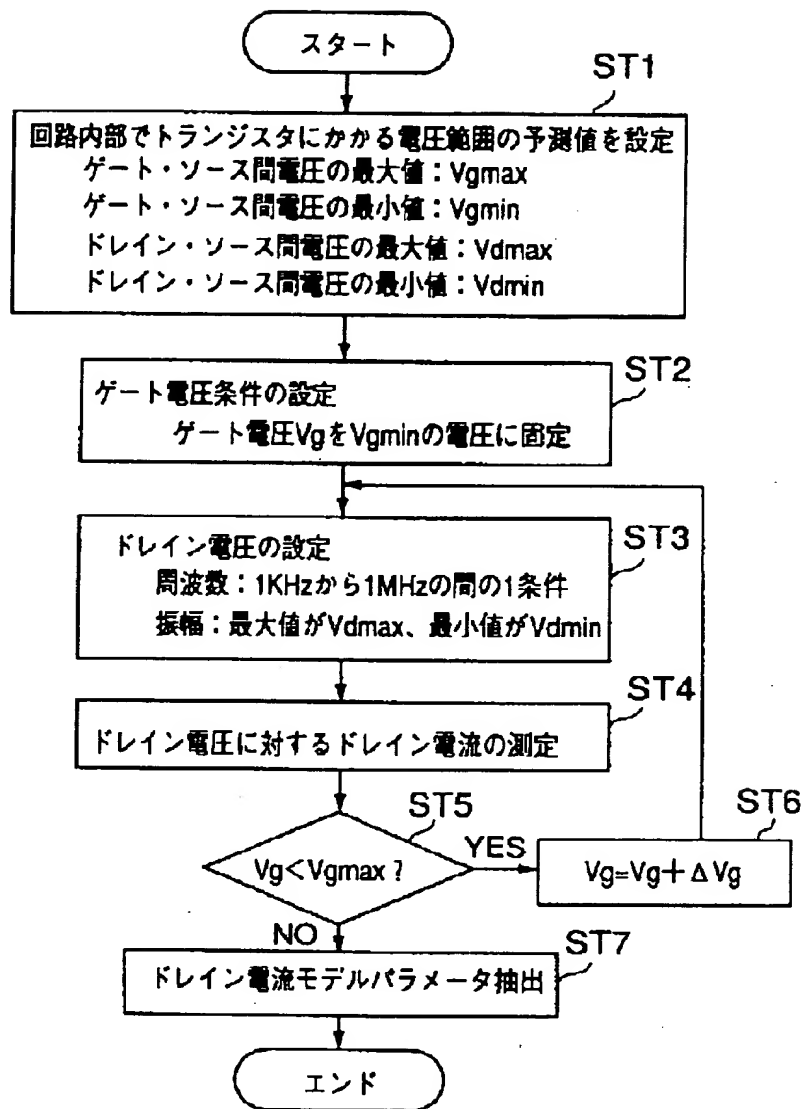 スタート
ST1
回路内部でトランジスタにかかる電圧範囲の予測値を設定
ゲート・ソース間電圧の最大値：Vgmax
ゲート・ソース間電圧の最小値：Vgmin
ドレイン・ソース間電圧の最大値：Vdmax
ドレイン・ソース間電圧の最小値：Vdmin
ST2
ゲート電圧条件の設定
ゲート電圧VgをVgminの電圧に固定
ST3
ドレイン電圧の設定
周波数：1KHzから1MHzの間の1条件
振幅：最大値がVdmax、最小値がVdmin
ST4
ドレイン電圧に対するドレイン電流の測定
ST5
Vg<Vgmax？
YES
ST6
Vg=Vg+ΔVg
NO
ST7
ドレイン電流モデルパラメータ抽出
エンド